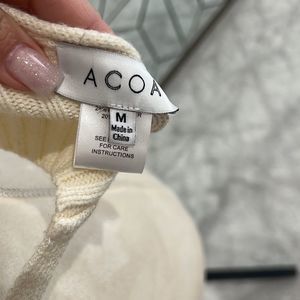 ACOA
M
Made in
China
SEE
FOR CARE
INSTRUCTIONS